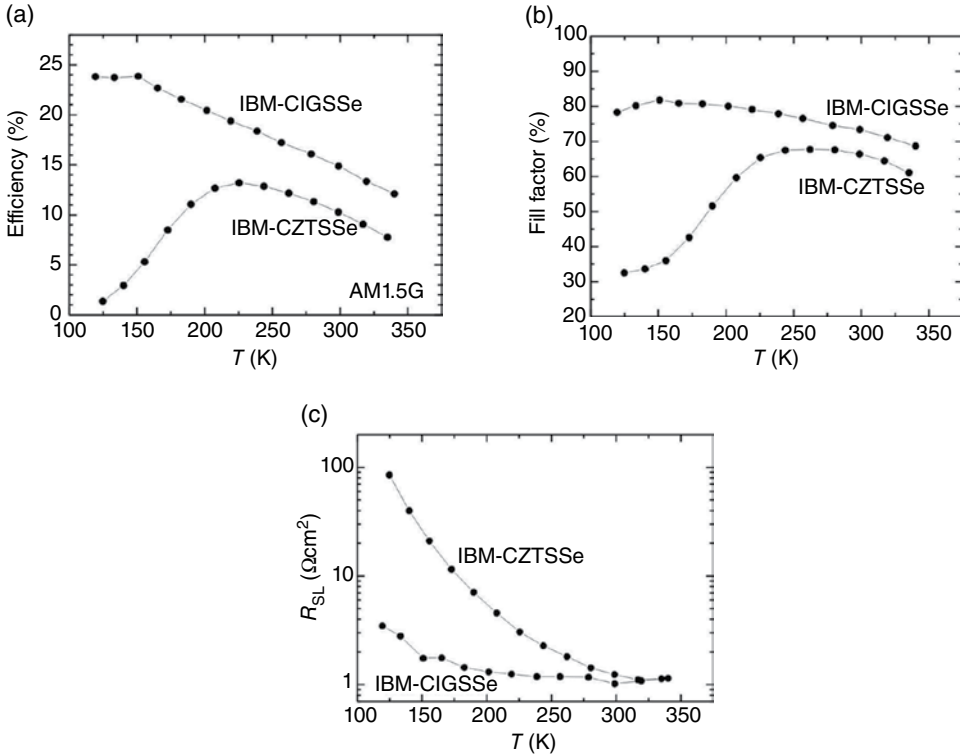 (a)
Efficiency (%)
25
20
15
10
5
0
IBM-CIGSSe
IBM-CZTSSe
AM1.5G
100 150 200 250 300 350
T (K)
(b)
Fill factor (%)
100
90
80
70
60
50
40
30
20
IBM-CIGSSe
IBM-CZTSSe
100 150 200 250 300 350
T (K)
(c)
R_SL (Ωcm²)
100
10
1
IBM-CZTSSe
IBM-CIGSSe
100 150 200 250 300 350
T (K)